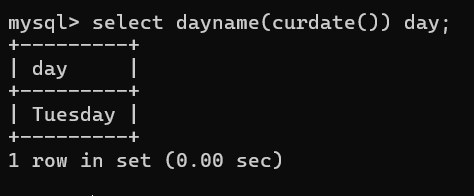 mysql> select dayname(curdate()) day;
+---------+
| day     |
+---------+
| Tuesday |
+---------+
1 row in set (0.00 sec)